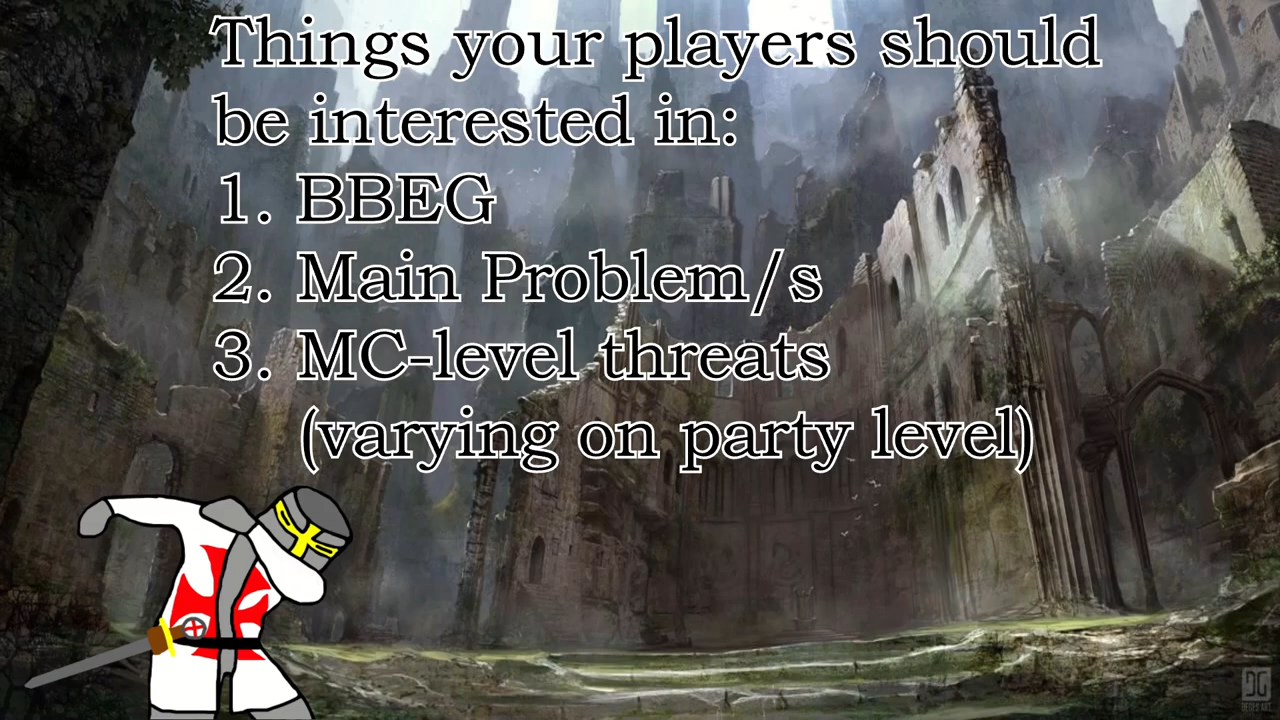 Things your players should
be interested in:
1. BBEG
2. Main Problem/s
3. MC-level threats
(varying on party level)
DG